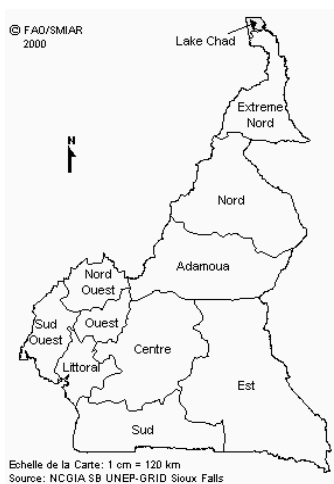 © FAO/SMIAR
2000
Lake Chad
Extreme
Nord
N
Nord
Adamoua
Nord
Ouest
Ouest
Sud
Ouest
Littoral
Centre
Est
Sud
Echelle de la Carte: 1 cm = 120 km
Source: NCGIA SB UNEP-GRID Sioux Falls